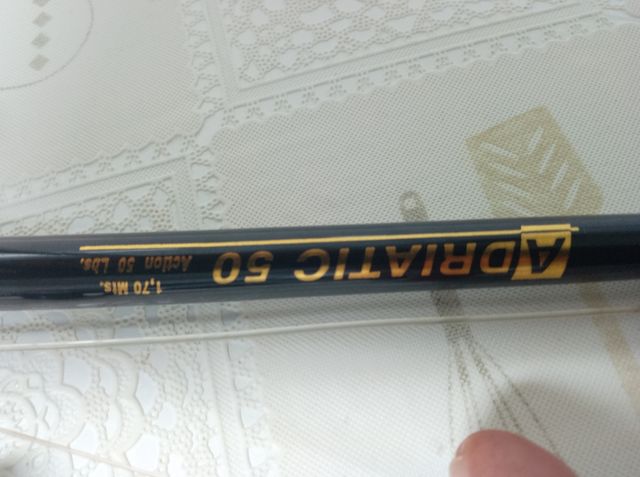 ADRIATIC 50
Action 50 Lbs.
1,70 Mts.